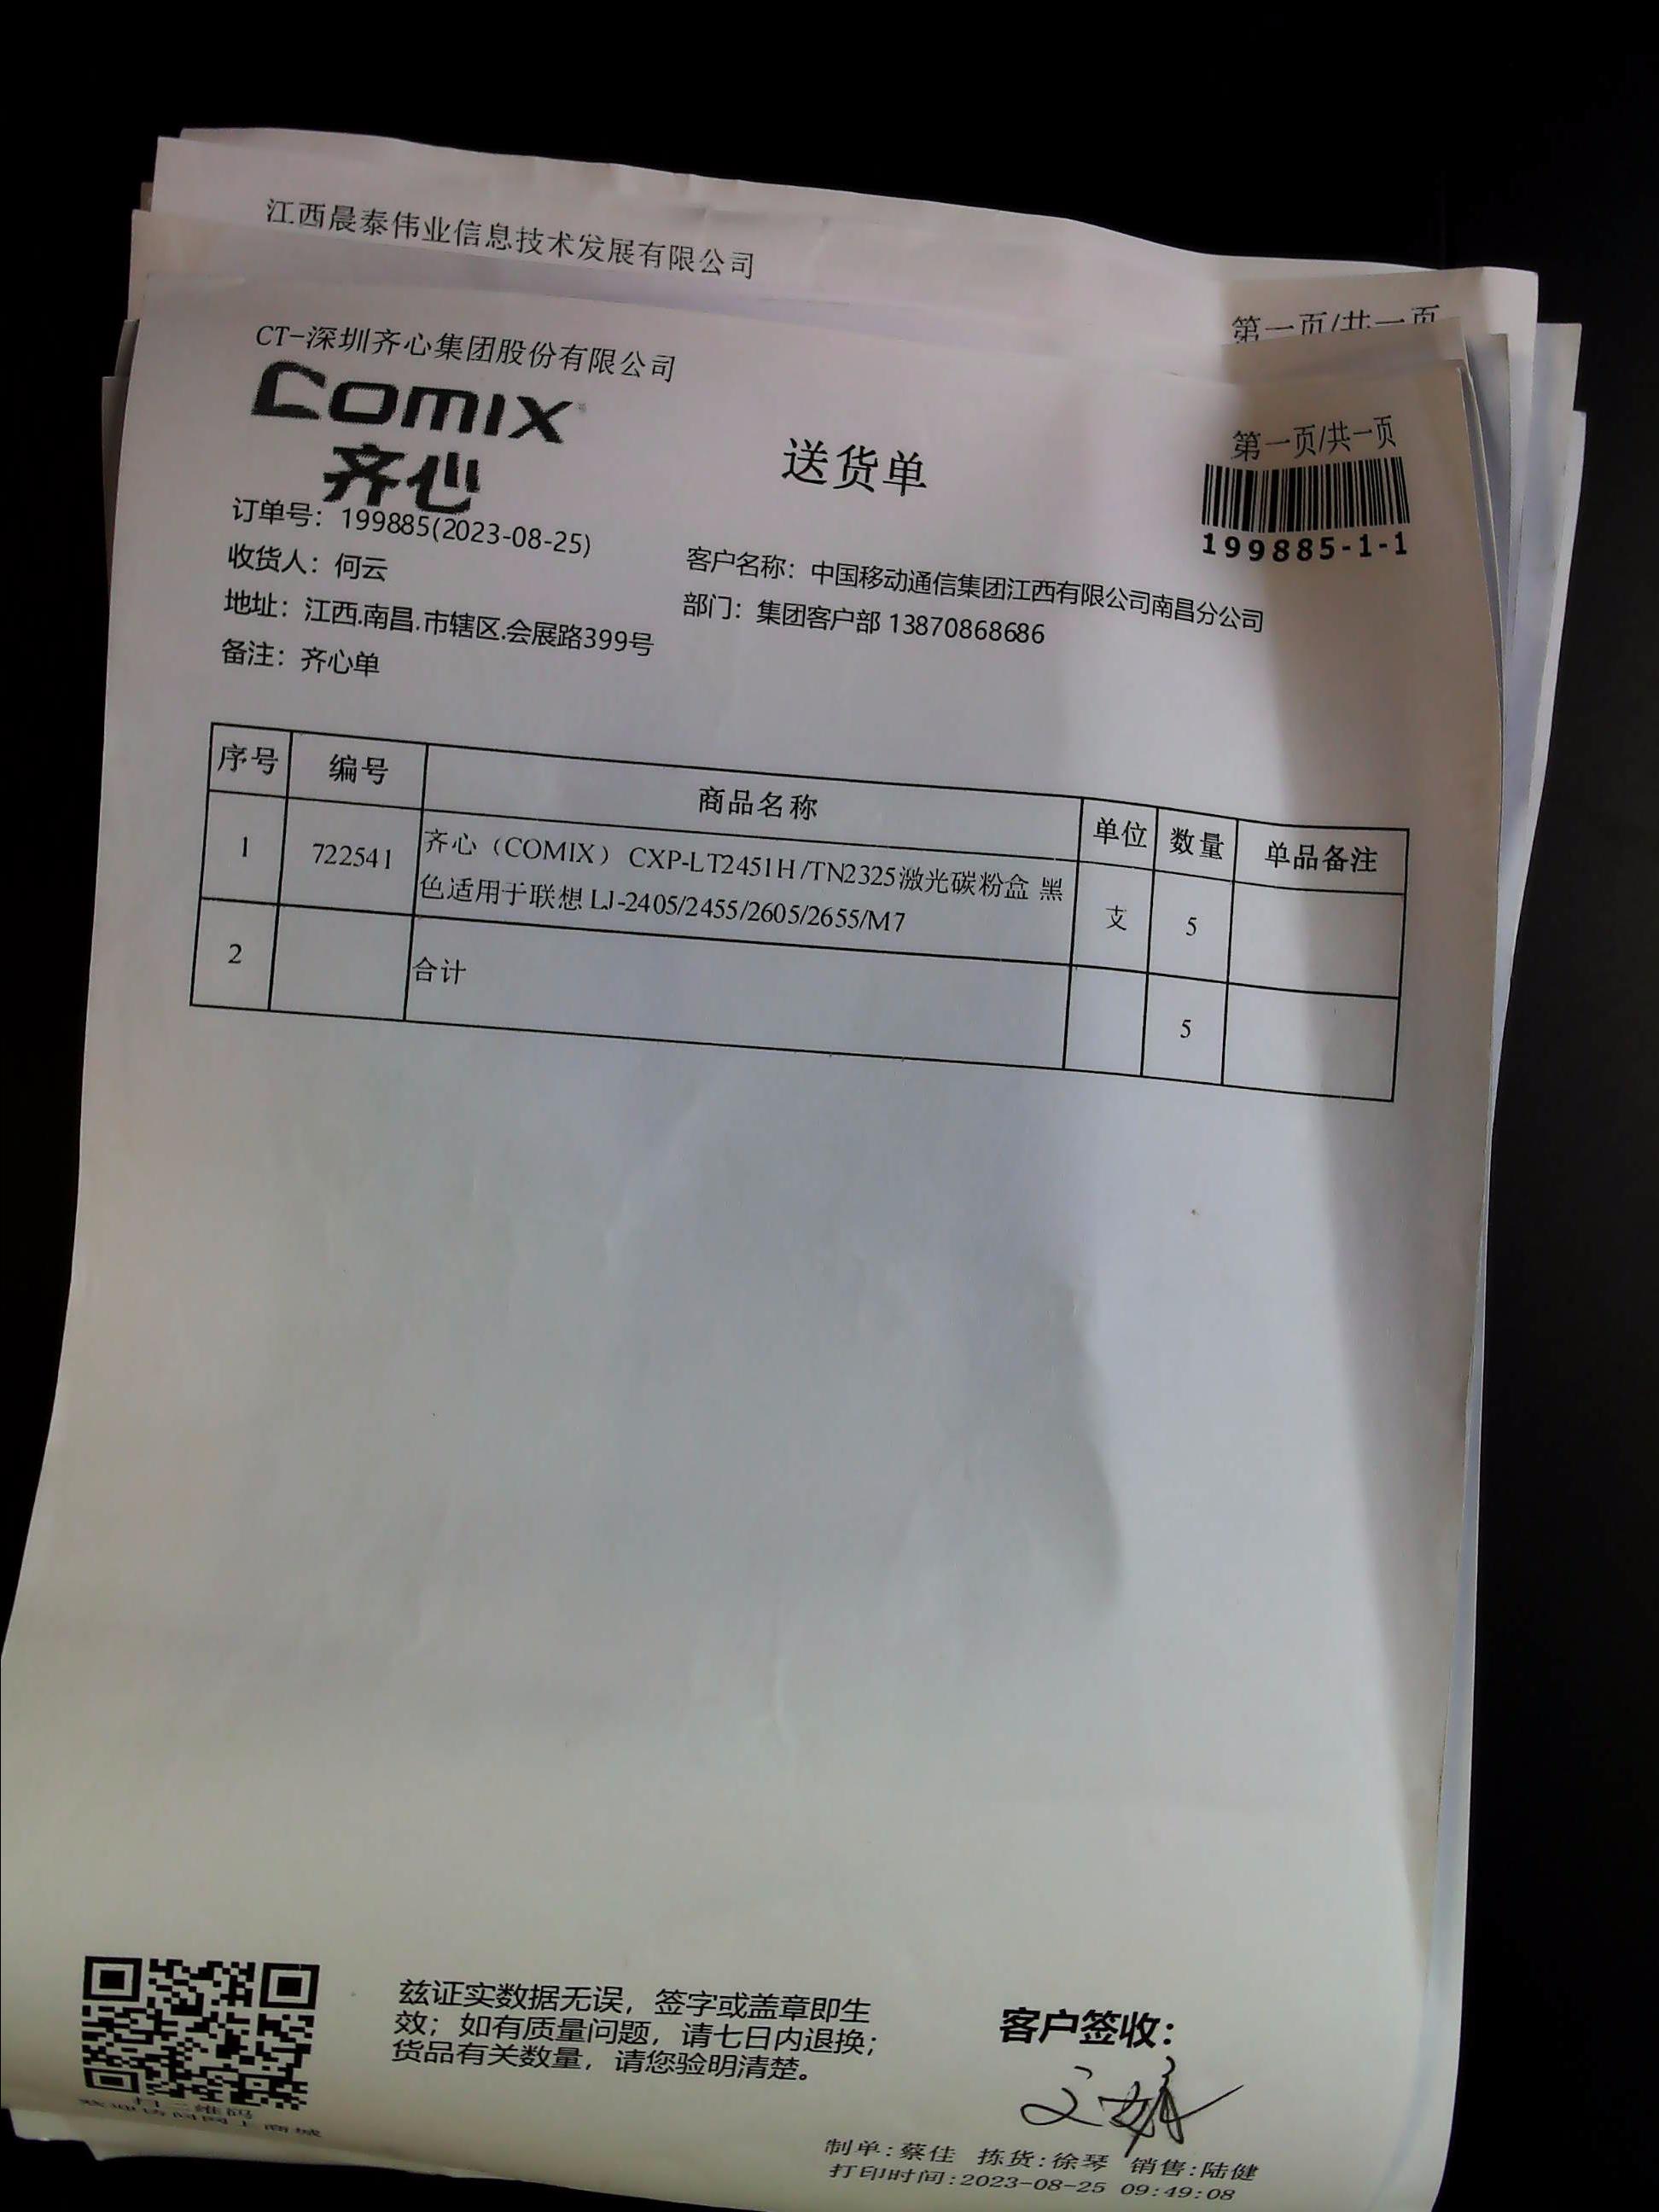 江西晨泰伟业信息技术发展有限公司
第一页/共一页
CT-深圳齐心集团股份有限公司
COMIX
齐心
送货单
第一页/共一页
199885-1-1
订单号：199885(2023-08-25)
收货人：何云
客户名称：中国移动通信集团江西有限公司南昌分公司
地址：江西.南昌.市辖区.会展路399号
部门：集团客户部 13870868686
备注：齐心单
序号 编号 商品名称 单位 数量 单品备注
1 722541 齐心（COMIX） CXP-LT2451H/TN2325激光碳粉盒 黑 支 5
色适用于联想 LJ-2405/2455/2605/2655/M7
2 合计 5
兹证实数据无误，签字或盖章即生
效；如有质量问题，请七日内退换；
货品有关数量，请您验明清楚。
客户签收：
扫二维码
欢迎访问网上商城
制单:蔡佳 拣货:徐琴 销售:陆健
打印时间:2023-08-25 09:49:08